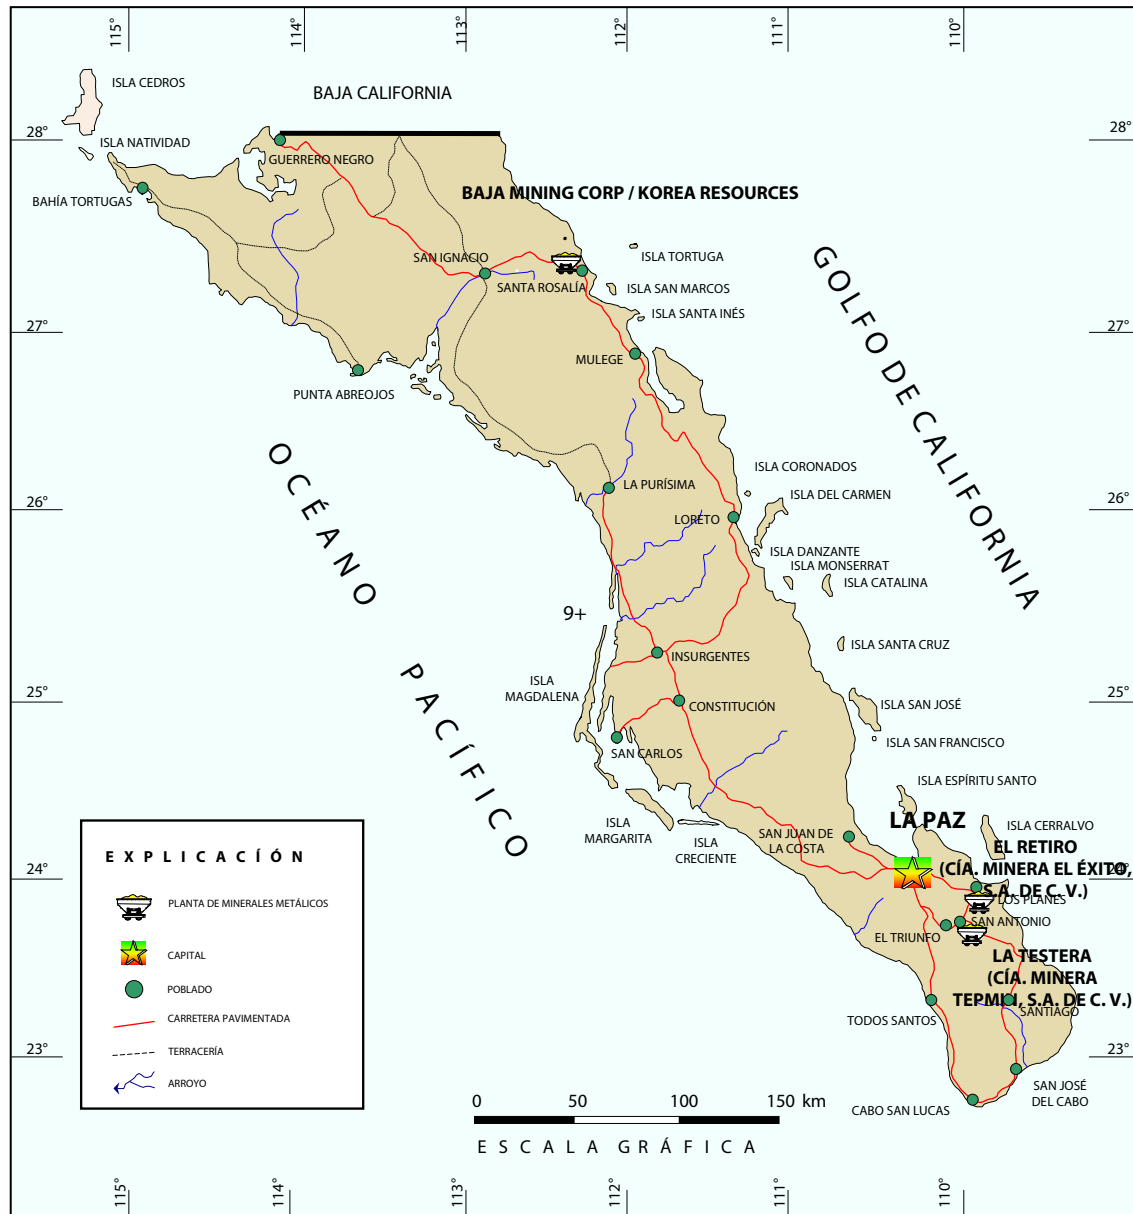 115°
114°
113°
112°
111°
110°
ISLA CEDROS
BAJA CALIFORNIA
28°
28°
ISLA NATIVIDAD
GUERRERO NEGRO
BAHÍA TORTUGAS
BAJA MINING CORP / KOREA RESOURCES
SAN IGNACIO
ISLA TORTUGA
SANTA ROSALÍA
ISLA SAN MARCOS
ISLA SANTA INÉS
27°
27°
MULEGE
PUNTA ABREOJOS
GOLFO DE CALIFORNIA
OCÉANO PACÍFICO
ISLA CORONADOS
LA PURÍSIMA
ISLA DEL CARMEN
26°
26°
LORETO
ISLA DANZANTE
ISLA MONSERRAT
ISLA CATALINA
9+
ISLA SANTA CRUZ
INSURGENTES
ISLA
MAGDALENA
25°
25°
CONSTITUCIÓN
ISLA SAN JOSÉ
SAN CARLOS
ISLA SAN FRANCISCO
ISLA ESPÍRITU SANTO
ISLA
MARGARITA
ISLA
CRECIENTE
SAN JUAN DE
LA COSTA
LA PAZ
ISLA CERRALVO
24°
24°
EL RETIRO
(CÍA. MINERA EL ÉXITO,
S.A. DE C. V.)
LOS PLANES
SAN ANTONIO
EL TRIUNFO
LA TESTERA
(CÍA. MINERA
TEPMIN, S.A. DE C. V.)
SANTIAGO
TODOS SANTOS
23°
23°
SAN JOSÉ
DEL CABO
CABO SAN LUCAS
EXPLICACÍÓN
PLANTA DE MINERALES METÁLICOS
CAPITAL
POBLADO
CARRETERA PAVIMENTADA
TERRACERÍA
ARROYO
0 50 100 150 km
ESCALA GRÁFICA
115°
114°
113°
112°
111°
110°